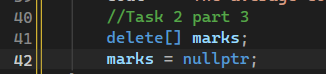 40 //Task 2 part 3
41 delete[] marks;
42 marks = nullptr;